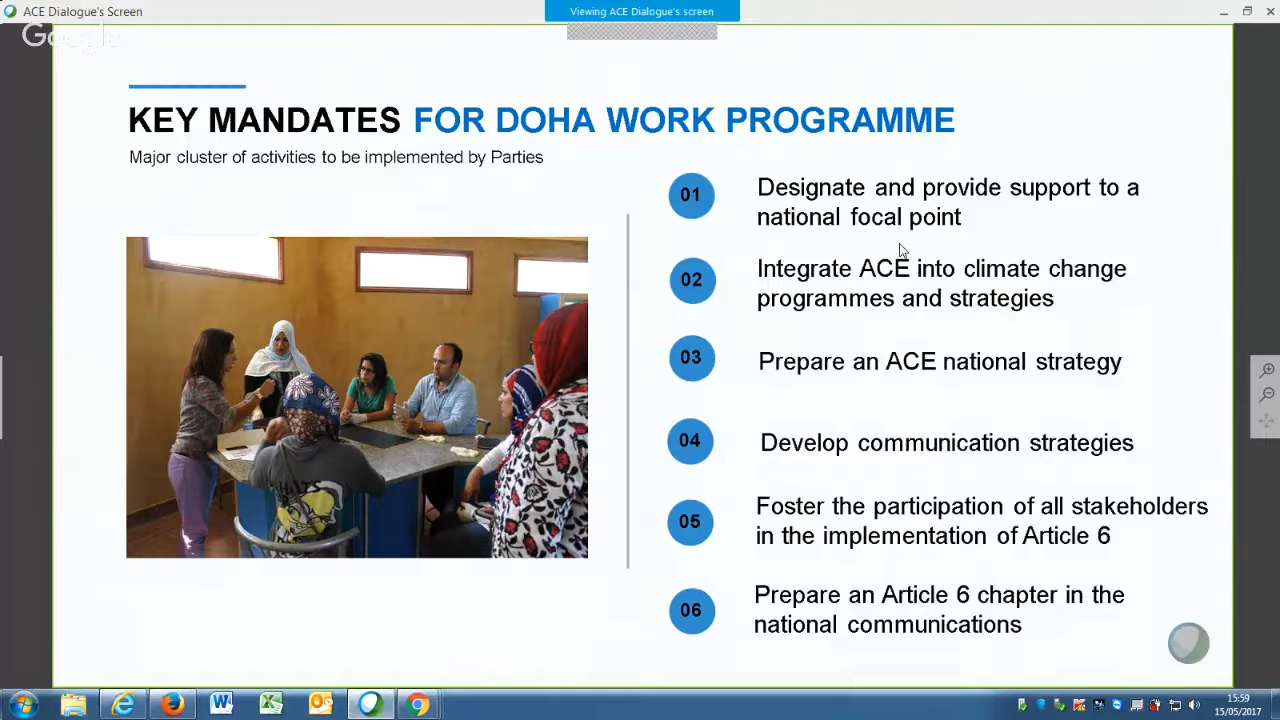 ACE Dialogue's Screen
Viewing ACE Dialogue's screen
Google
KEY MANDATES FOR DOHA WORK PROGRAMME
Major cluster of activities to be implemented by Parties
01
Designate and provide support to a
national focal point
02
Integrate ACE into climate change
programmes and strategies
03
Prepare an ACE national strategy
04
Develop communication strategies
05
Foster the participation of all stakeholders
in the implementation of Article 6
06
Prepare an Article 6 chapter in the
national communications
15:59
15/05/2017